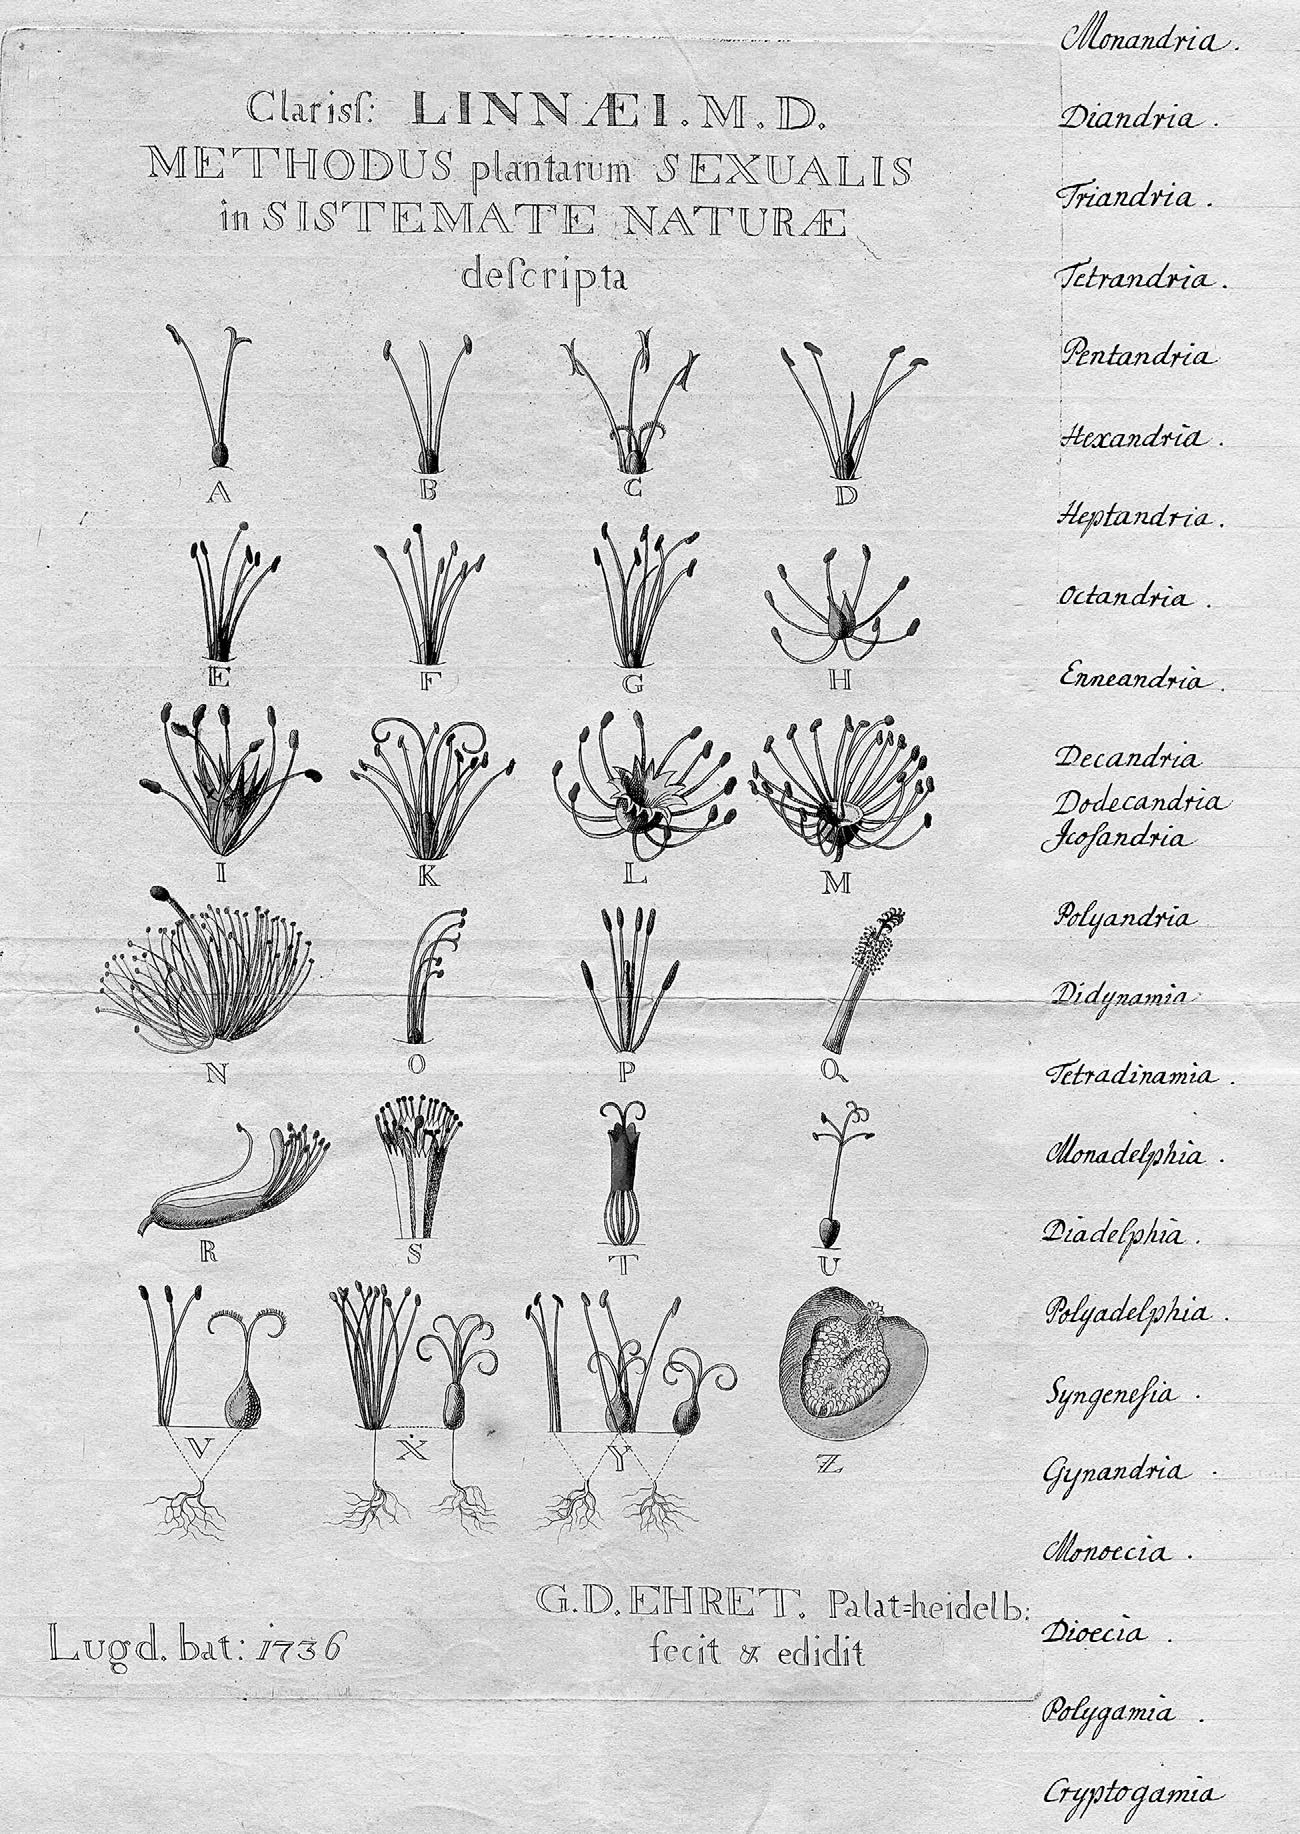 Clarisſ: LINNÆI. M. D.
METHODUS plantarum SEXUALIS
in SISTEMATE NATURÆ
deſcripta
A B C D
E F G H
I K L M
N O P Q
R S T U
V X Y Z
G.D. EHRET. Palat=heidelb:
fecit & edidit
Lugd. bat: 1736
Monandria.
Diandria.
Triandria.
Tetrandria.
Pentandria
Hexandria.
Heptandria.
Octandria.
Enneandria.
Decandria
Dodecandria
Jcoſandria
Polyandria
Didynamia
Tetradinamia.
Monadelphia.
Diadelphia.
Polyadelphia.
Syngeneſia.
Gynandria.
Monoecia.
Dioecia.
Polygamia.
Cryptogamia